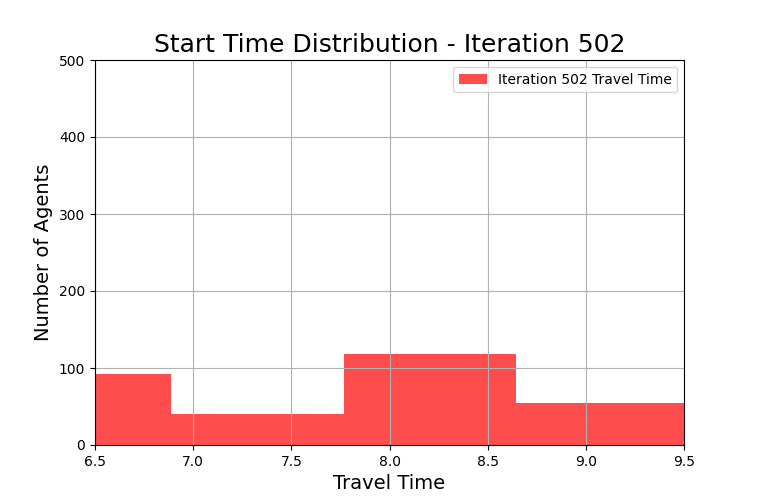 Start Time Distribution - Iteration 502
500
Iteration 502 Travel Time
400
300
200
100
0
Number of Agents
6.5 7.0 7.5 8.0 8.5 9.0 9.5
Travel Time